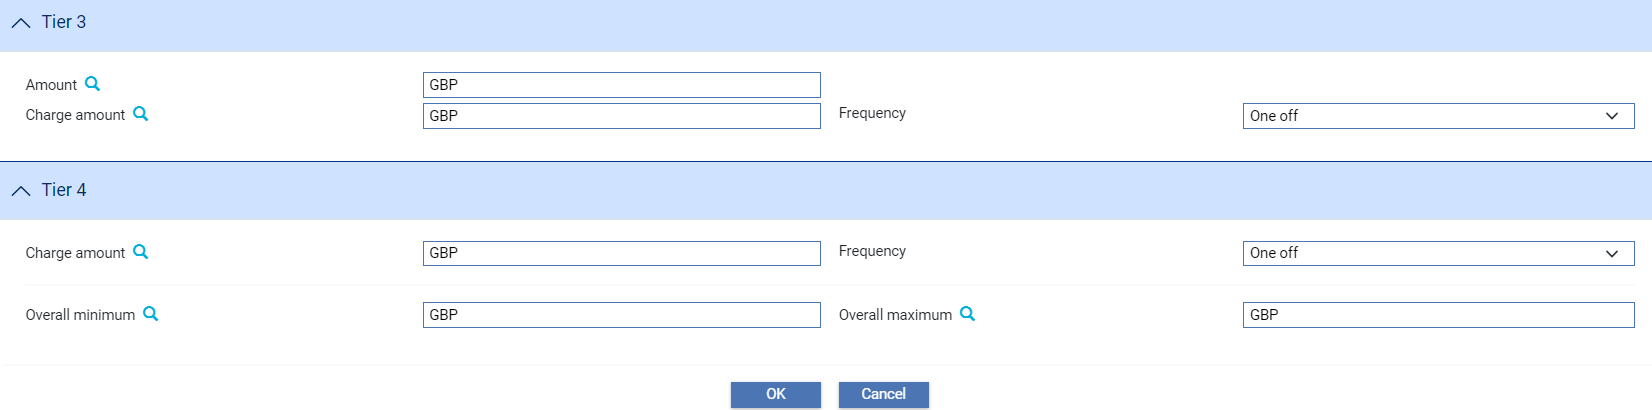 Tier 3
Amount GBP
Charge amount GBP Frequency One off
Tier 4
Charge amount GBP Frequency One off
Overall minimum GBP Overall maximum GBP
OK Cancel